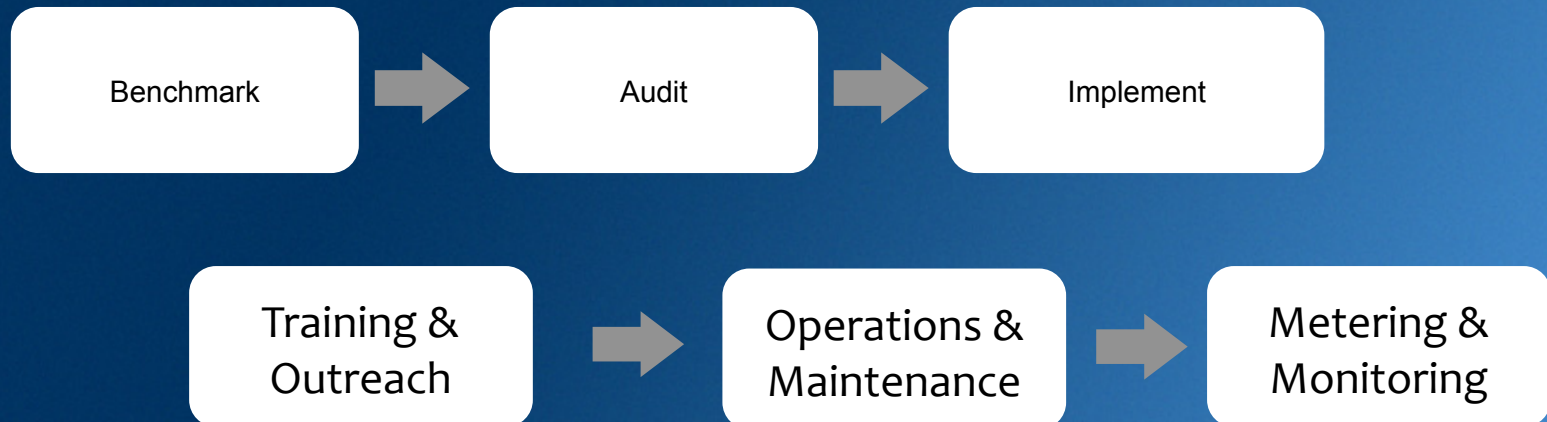 Benchmark
Audit
Implement
Training &
Outreach
Operations &
Maintenance
Metering &
Monitoring